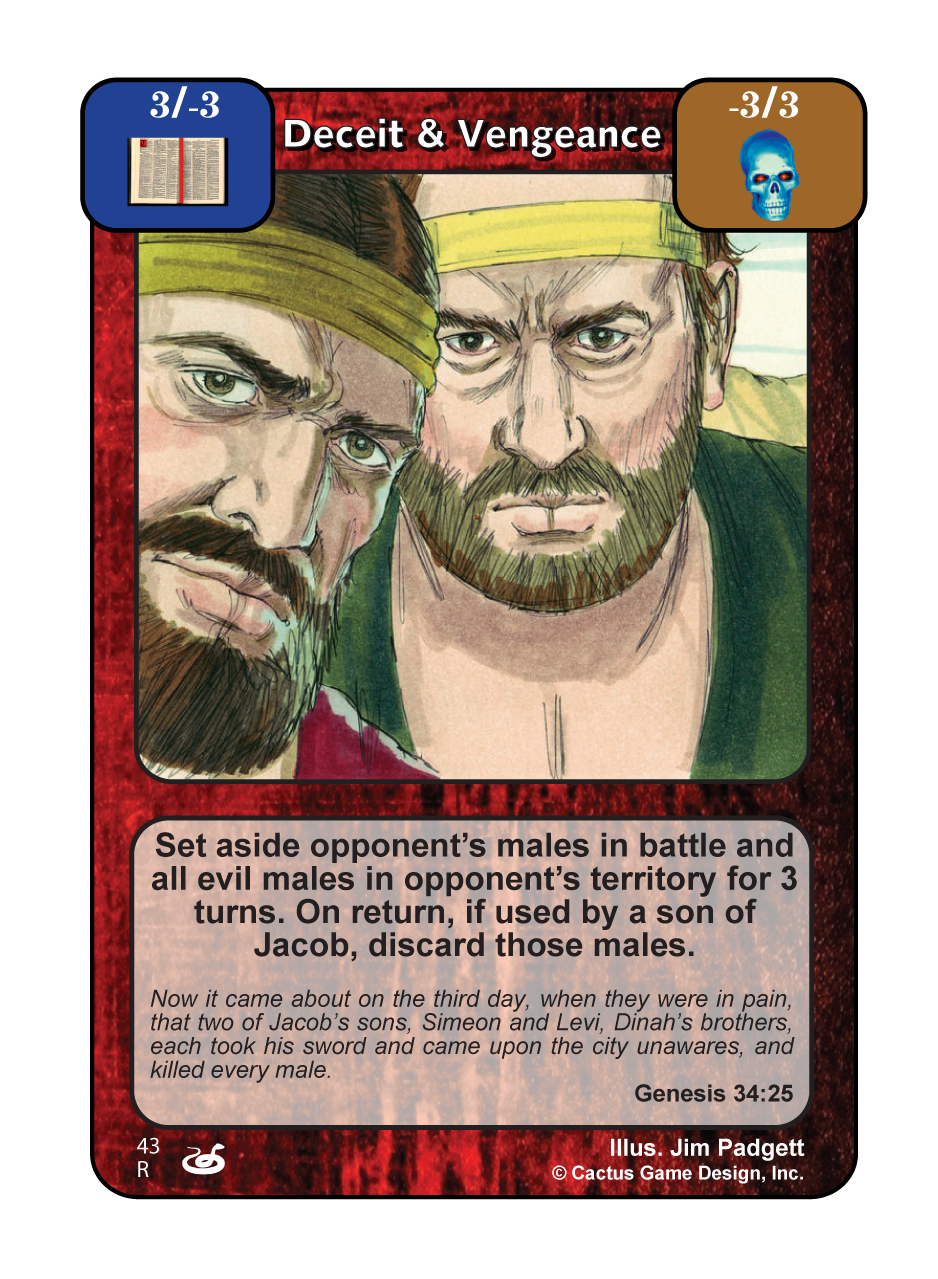 3/-3
Deceit & Vengeance
-3/3
Set aside opponent's males in battle and
all evil males in opponent's territory for 3
turns. On return, if used by a son of
Jacob, discard those males.
Now it came about on the third day, when they were in pain,
that two of Jacob's sons, Simeon and Levi, Dinah's brothers,
each took his sword and came upon the city unawares, and
killed every male.
Genesis 34:25
43
R
Illus. Jim Padgett
© Cactus Game Design, Inc.